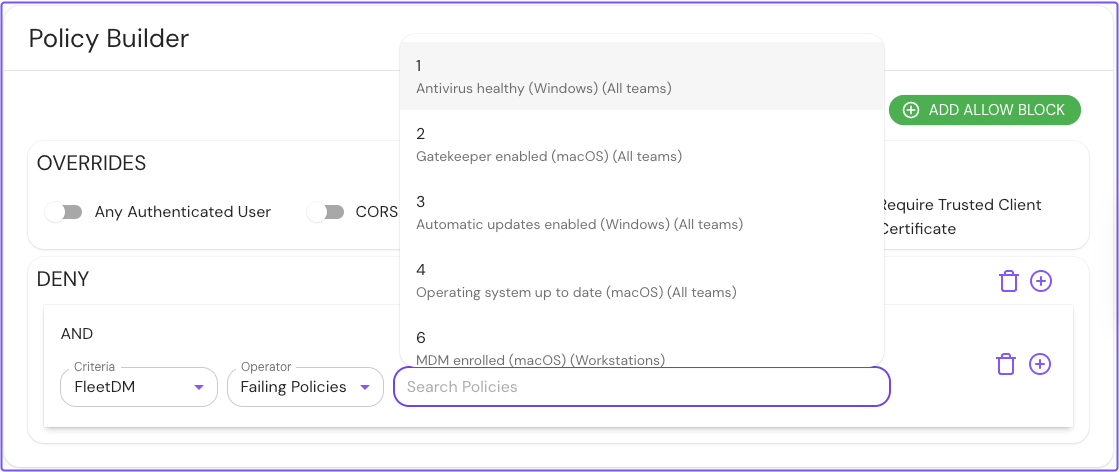 Policy Builder
1
Antivirus healthy (Windows) (All teams)
2
Gatekeeper enabled (macOS) (All teams)
3
Automatic updates enabled (Windows) (All teams)
4
Operating system up to date (macOS) (All teams)
6
MDM enrolled (macOS) (Workstations)
ADD ALLOW BLOCK
OVERRIDES
Any Authenticated User
CORS
Require Trusted Client
Certificate
DENY
AND
Criteria
FleetDM
Operator
Failing Policies
Search Policies